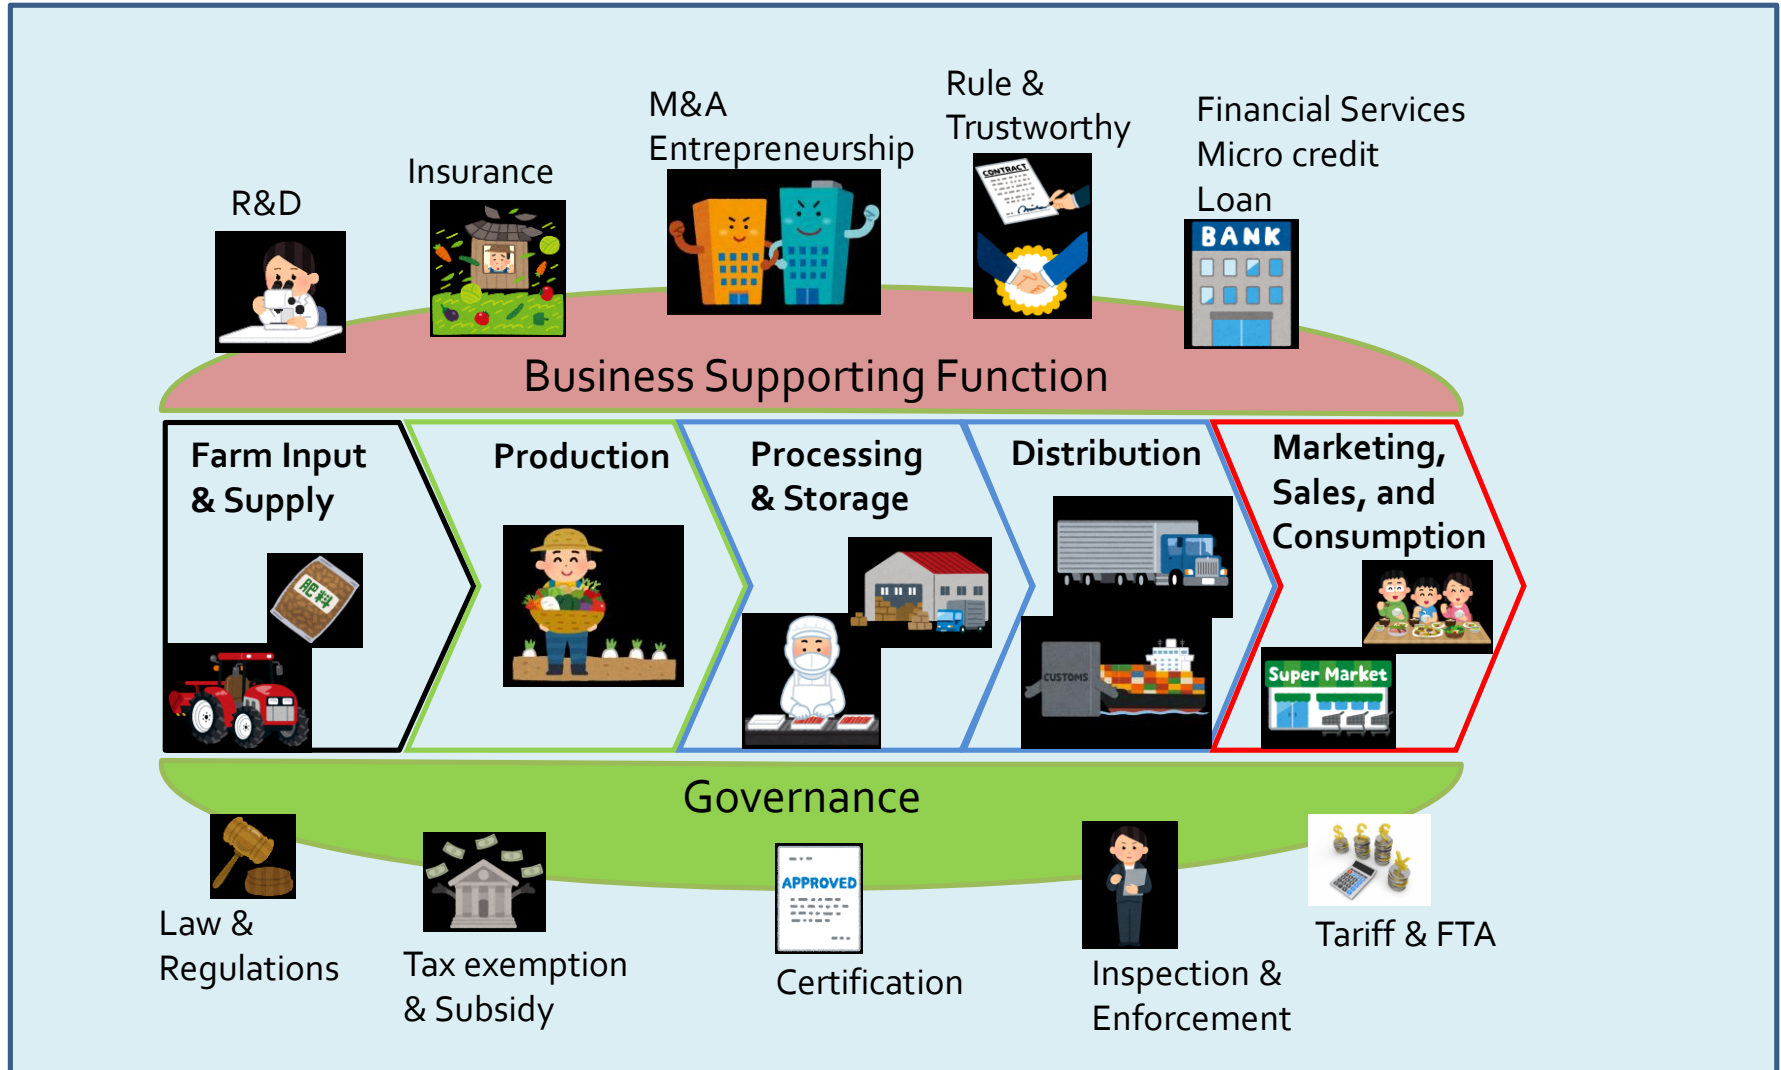 R&D
Insurance
M&A
Entrepreneurship
Rule &
Trustworthy
CONTRACT
Financial Services
Micro credit
Loan
BANK
Business Supporting Function
Farm Input
& Supply
肥料
Production
Processing
& Storage
Distribution
CUSTOMS
Marketing,
Sales, and
Consumption
Super Market
Governance
Law &
Regulations
Tax exemption
& Subsidy
APPROVED
Certification
Inspection &
Enforcement
Tariff & FTA